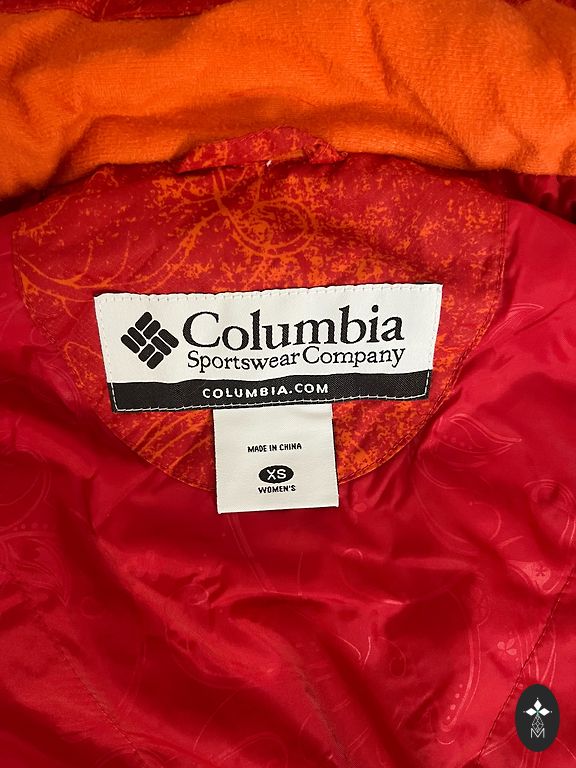 Columbia
Sportswear Company
COLUMBIA.COM
MADE IN CHINA
XS
WOMEN'S
M